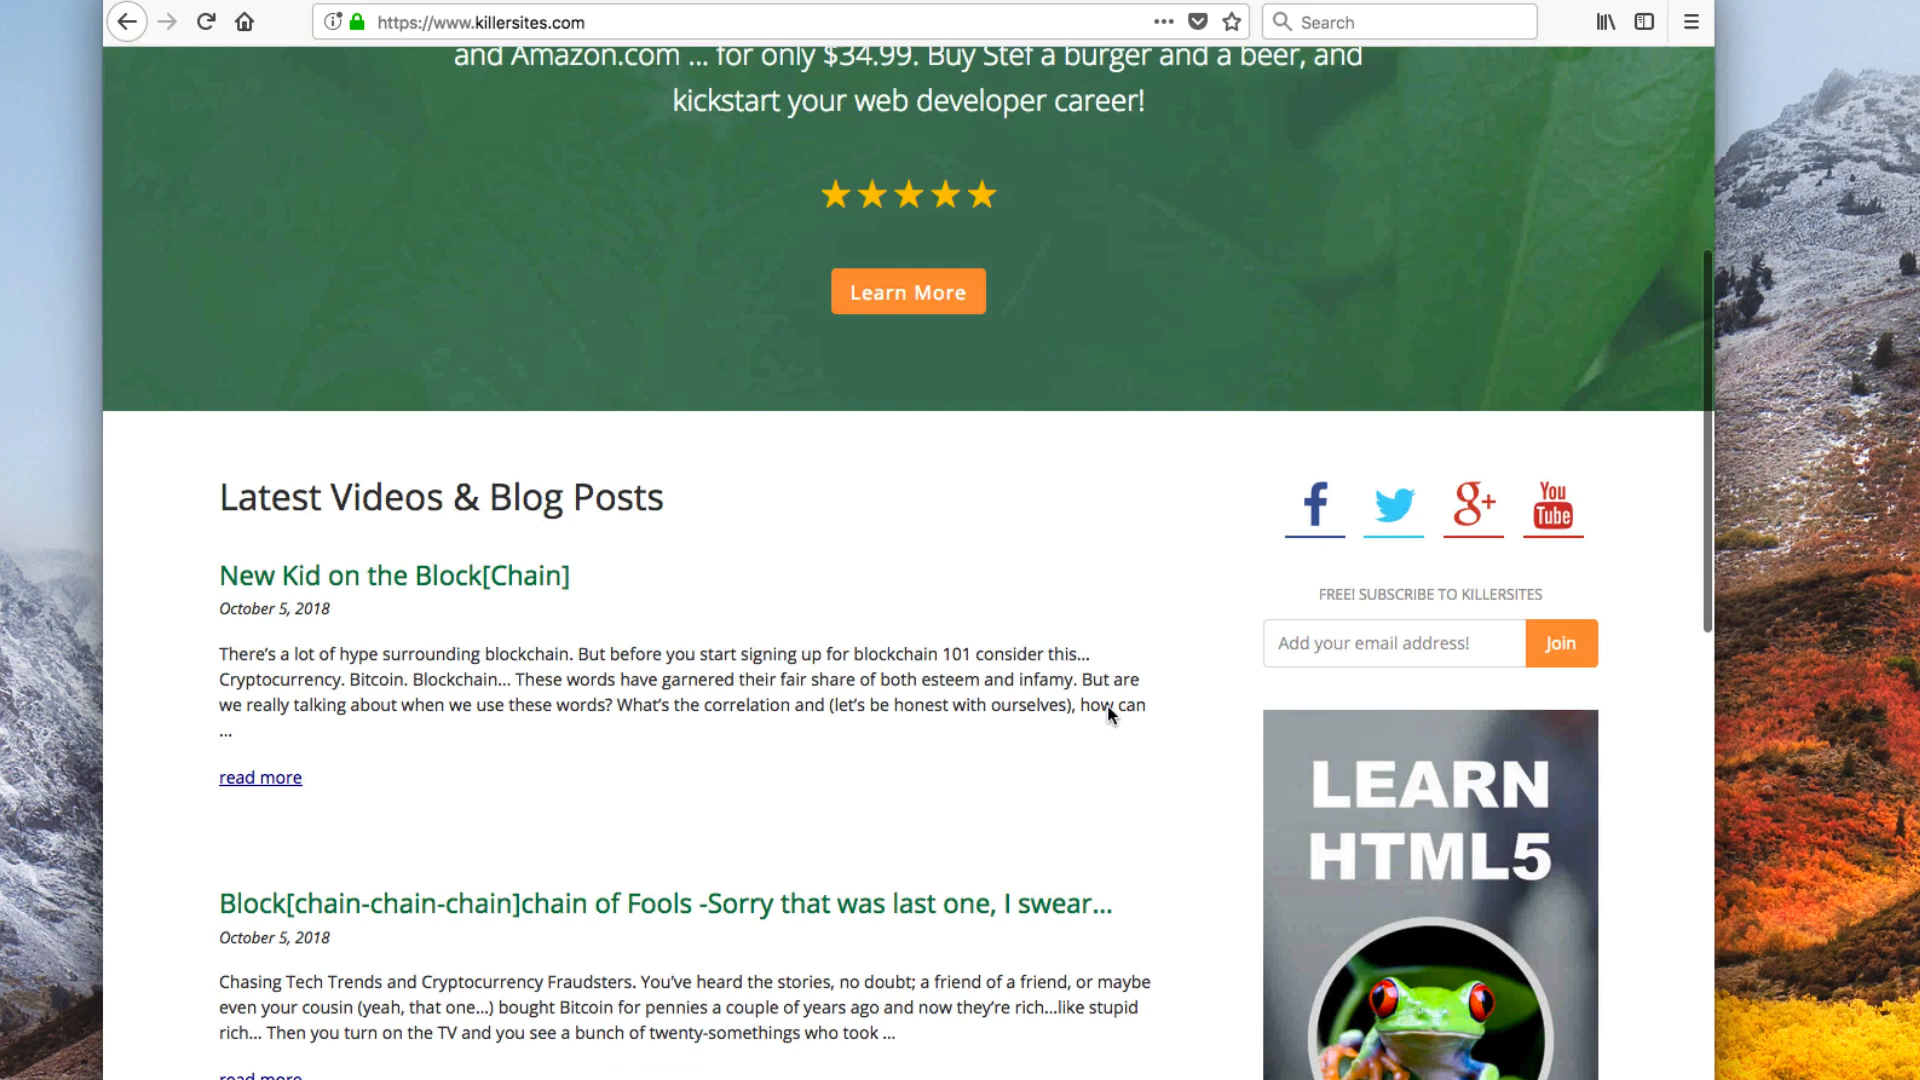 https://www.killersites.com
Search
and Amazon.com ... for only $34.99. Buy Stef a burger and a beer, and
kickstart your web developer career!
Learn More
Latest Videos & Blog Posts
New Kid on the Block[Chain]
October 5, 2018
There’s a lot of hype surrounding blockchain. But before you start signing up for blockchain 101 consider this...
Cryptocurrency. Bitcoin. Blockchain... These words have garnered their fair share of both esteem and infamy. But are
we really talking about when we use these words? What’s the correlation and (let’s be honest with ourselves), how can
...
read more
Block[chain-chain-chain]chain of Fools -Sorry that was last one, I swear...
October 5, 2018
Chasing Tech Trends and Cryptocurrency Fraudsters. You’ve heard the stories, no doubt; a friend of a friend, or maybe
even your cousin (yeah, that one...) bought Bitcoin for pennies a couple of years ago and now they’re rich...like stupid
rich... Then you turn on the TV and you see a bunch of twenty-somethings who took ...
read more
f
g+
You
Tube
FREE! SUBSCRIBE TO KILLERSITES
Add your email address!
Join
LEARN
HTML5